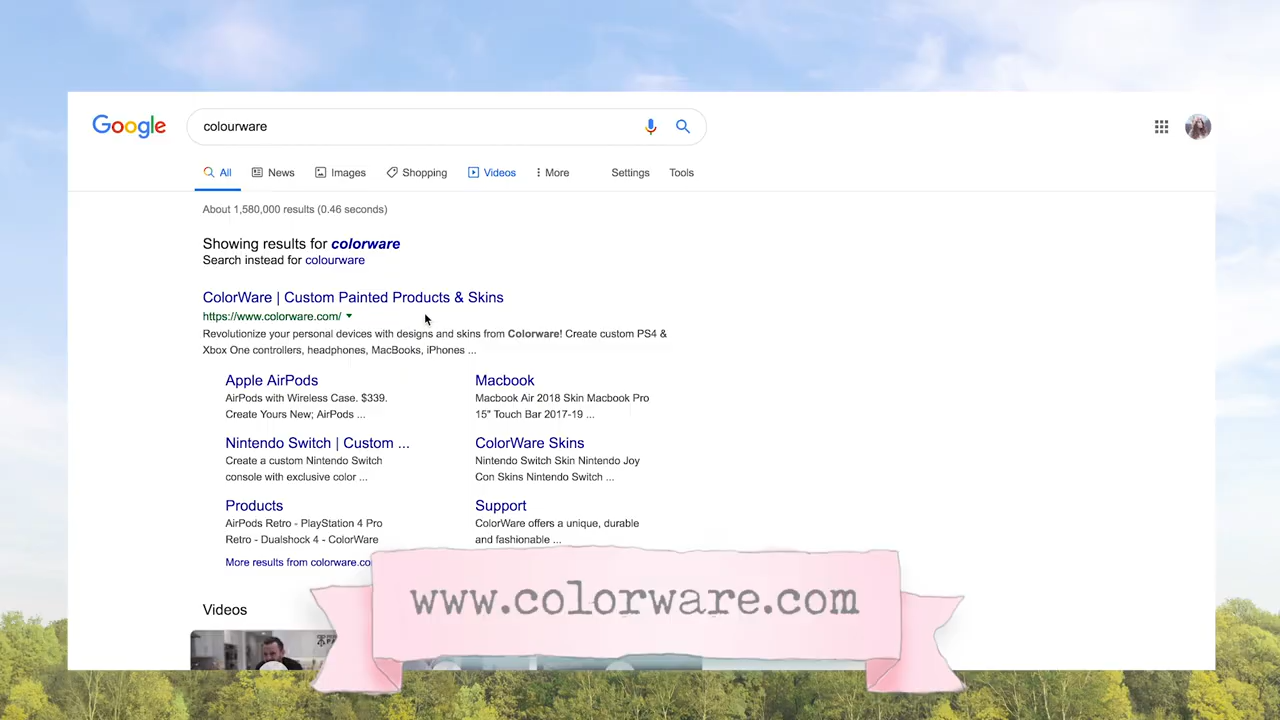 Google
colourware
All
News
Images
Shopping
Videos
More
Settings
Tools
About 1,580,000 results (0.46 seconds)
Showing results for colorware
Search instead for colourware
ColorWare | Custom Painted Products & Skins
https://www.colorware.com/
Revolutionize your personal devices with designs and skins from Colorware! Create custom PS4 &
Xbox One controllers, headphones, MacBooks, iPhones ...
Apple AirPods
AirPods with Wireless Case. $339.
Create Yours New; AirPods ...
Macbook
Macbook Air 2018 Skin Macbook Pro
15" Touch Bar 2017-19 ...
Nintendo Switch | Custom ...
Create a custom Nintendo Switch
console with exclusive color ...
ColorWare Skins
Nintendo Switch Skin Nintendo Joy
Con Skins Nintendo Switch ...
Products
AirPods Retro - PlayStation 4 Pro
Retro - Dualshock 4 - ColorWare
Support
ColorWare offers a unique, durable
and fashionable ...
More results from colorware.co
www.colorware.com
Videos